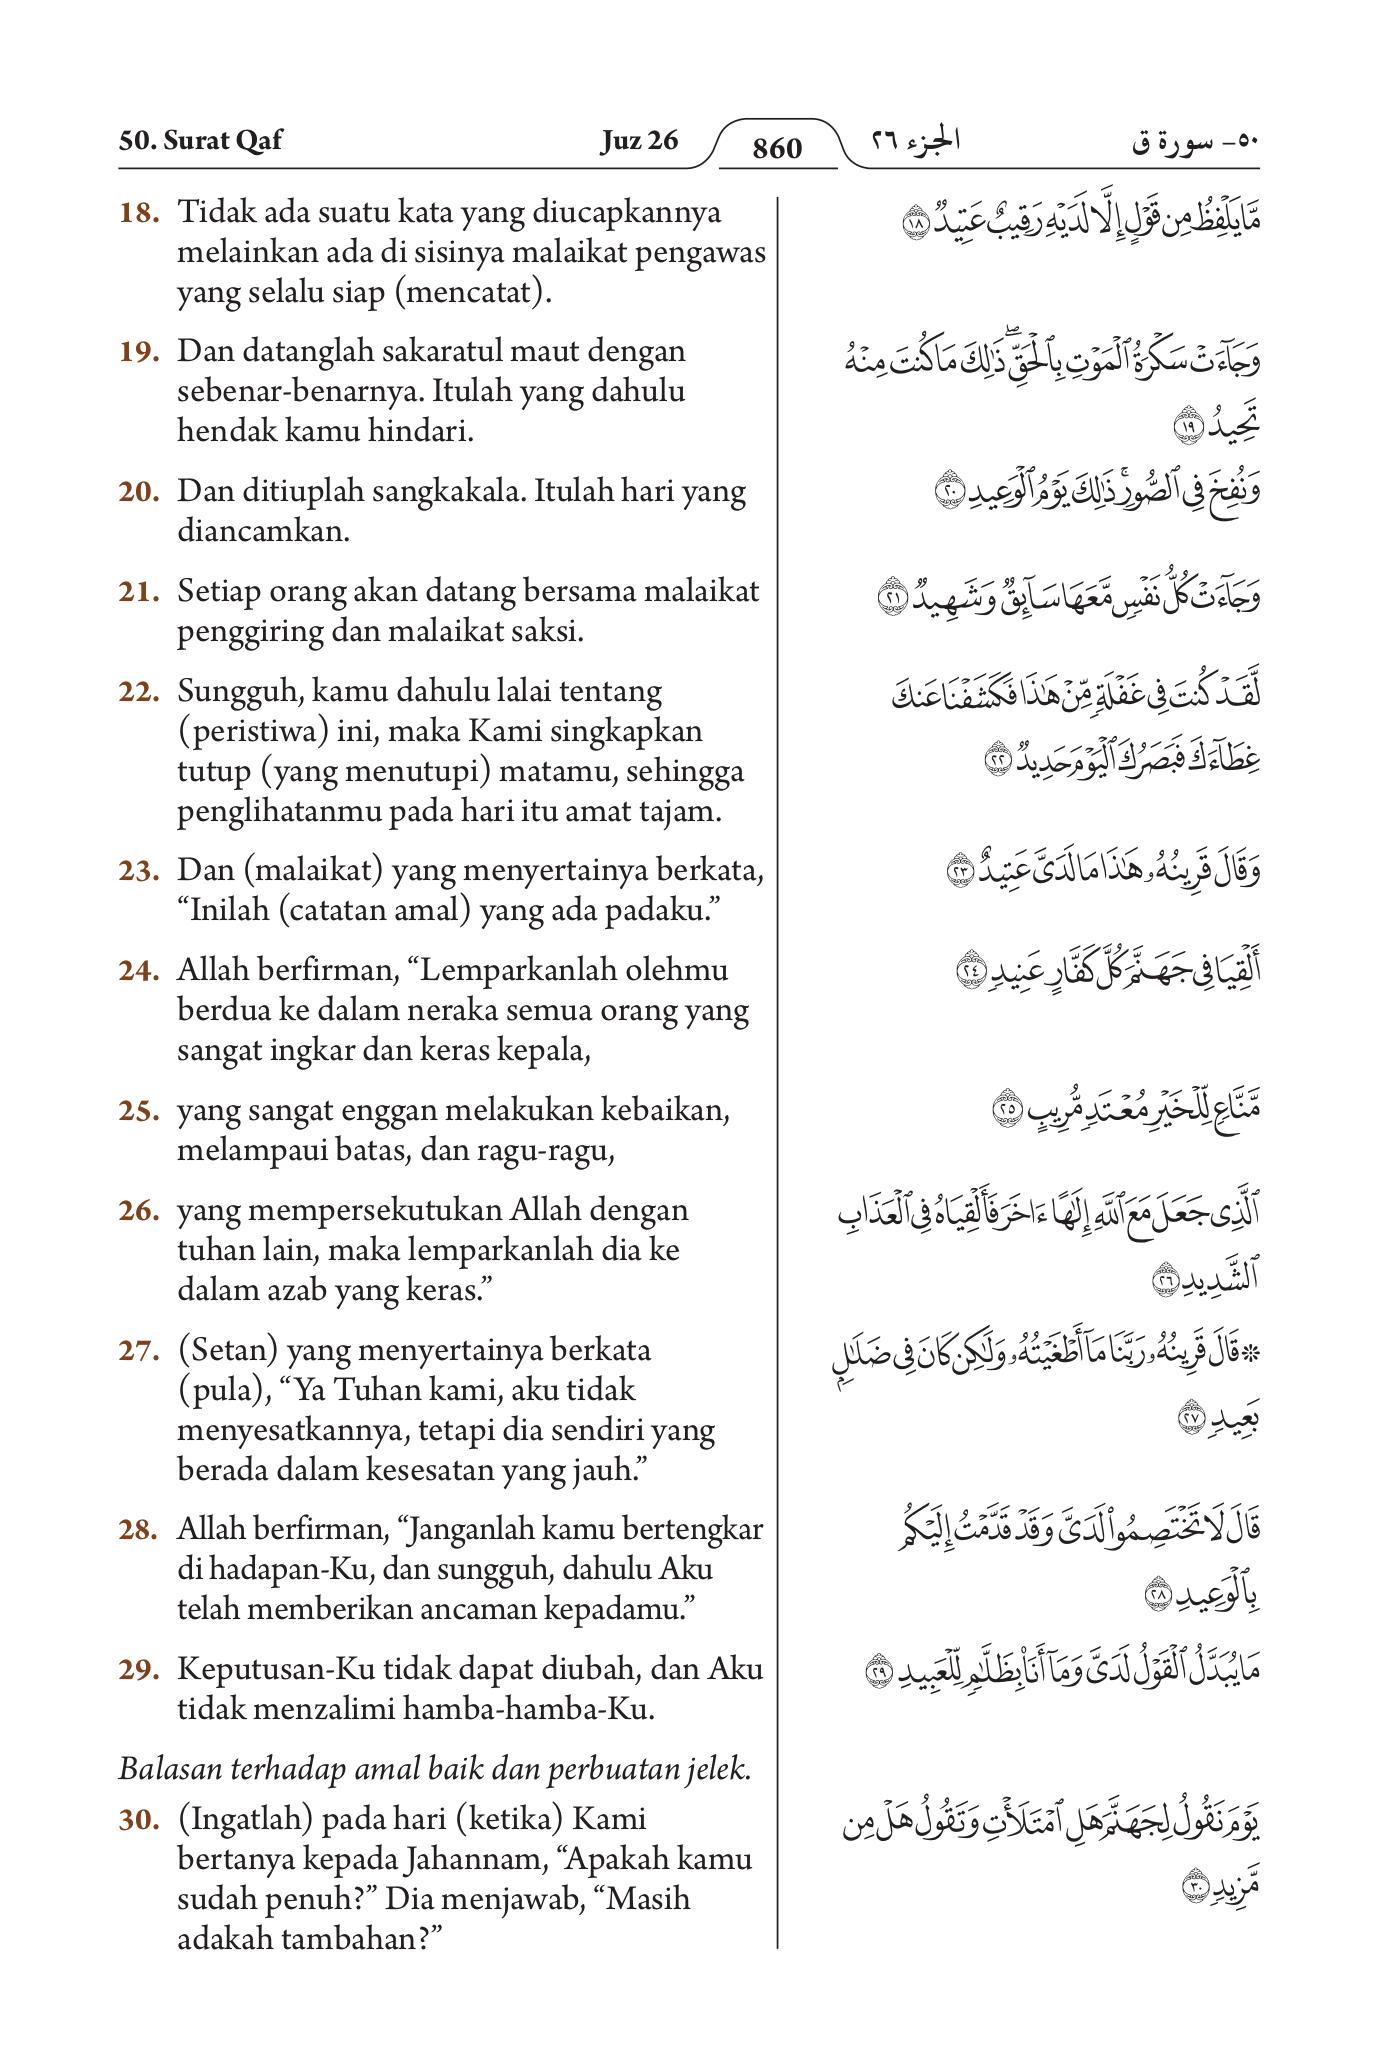 50. Surat Qaf Juz 26 860 الجزء ٢٦ ٥٠- سورة ق
18. Tidak ada suatu kata yang diucapkannya
melainkan ada di sisinya malaikat pengawas
yang selalu siap (mencatat).
19. Dan datanglah sakaratul maut dengan
sebenar-benarnya. Itulah yang dahulu
hendak kamu hindari.
20. Dan ditiuplah sangkakala. Itulah hari yang
diancamkan.
21. Setiap orang akan datang bersama malaikat
penggiring dan malaikat saksi.
22. Sungguh, kamu dahulu lalai tentang
(peristiwa) ini, maka Kami singkapkan
tutup (yang menutupi) matamu, sehingga
penglihatanmu pada hari itu amat tajam.
23. Dan (malaikat) yang menyertainya berkata,
“Inilah (catatan amal) yang ada padaku.”
24. Allah berfirman, “Lemparkanlah olehmu
berdua ke dalam neraka semua orang yang
sangat ingkar dan keras kepala,
25. yang sangat enggan melakukan kebaikan,
melampaui batas, dan ragu-ragu,
26. yang mempersekutukan Allah dengan
tuhan lain, maka lemparkanlah dia ke
dalam azab yang keras.”
27. (Setan) yang menyertainya berkata
(pula), “Ya Tuhan kami, aku tidak
menyesatkannya, tetapi dia sendiri yang
berada dalam kesesatan yang jauh.”
28. Allah berfirman, “Janganlah kamu bertengkar
di hadapan-Ku, dan sungguh, dahulu Aku
telah memberikan ancaman kepadamu.”
29. Keputusan-Ku tidak dapat diubah, dan Aku
tidak menzalimi hamba-hamba-Ku.
Balasan terhadap amal baik dan perbuatan jelek.
30. (Ingatlah) pada hari (ketika) Kami
bertanya kepada Jahannam, “Apakah kamu
sudah penuh?” Dia menjawab, “Masih
adakah tambahan?”
مَّا يَلۡفِظُ مِن قَوۡلٍ إِلَّا لَدَيۡهِ رَقِيبٌ عَتِيدٞ ١٨
وَجَآءَتۡ سَكۡرَةُ ٱلۡمَوۡتِ بِٱلۡحَقِّۖ ذَٰلِكَ مَا كُنتَ مِنۡهُ
تَحِيدُ ١٩
وَنُفِخَ فِي ٱلصُّورِۚ ذَٰلِكَ يَوۡمُ ٱلۡوَعِيدِ ٢٠
وَجَآءَتۡ كُلُّ نَفۡسٖ مَّعَهَا سَآئِقٞ وَشَهِيدٞ ٢١
لَّقَدۡ كُنتَ فِي غَفۡلَةٖ مِّنۡ هَٰذَا فَكَشَفۡنَا عَنكَ
غِطَآءَكَ فَبَصَرُكَ ٱلۡيَوۡمَ حَدِيدٞ ٢٢
وَقَالَ قَرِينُهُۥ هَٰذَا مَا لَدَيَّ عَتِيدٌ ٢٣
أَلۡقِيَا فِي جَهَنَّمَ كُلَّ كَفَّارٍ عَنِيدٖ ٢٤
مَّنَّاعٖ لِّلۡخَيۡرِ مُعۡتَدٖ مُّرِيبٍ ٢٥
ٱلَّذِي جَعَلَ مَعَ ٱللَّهِ إِلَٰهًا ءَاخَرَ فَأَلۡقِيَاهُ فِي ٱلۡعَذَابِ
ٱلشَّدِيدِ ٢٦
۞ قَالَ قَرِينُهُۥ رَبَّنَا مَآ أَطۡغَيۡتُهُۥ وَلَٰكِن كَانَ فِي ضَلَٰلِۭ
بَعِيدٖ ٢٧
قَالَ لَا تَخۡتَصِمُواْ لَدَيَّ وَقَدۡ قَدَّمۡتُ إِلَيۡكُم
بِٱلۡوَعِيدِ ٢٨
مَا يُبَدَّلُ ٱلۡقَوۡلُ لَدَيَّ وَمَآ أَنَا۠ بِظَلَّٰمٖ لِّلۡعَبِيدِ ٢٩
يَوۡمَ نَقُولُ لِجَهَنَّمَ هَلِ ٱمۡتَلَأۡتِ وَتَقُولُ هَلۡ مِن
مَّزِيدٖ ٣٠